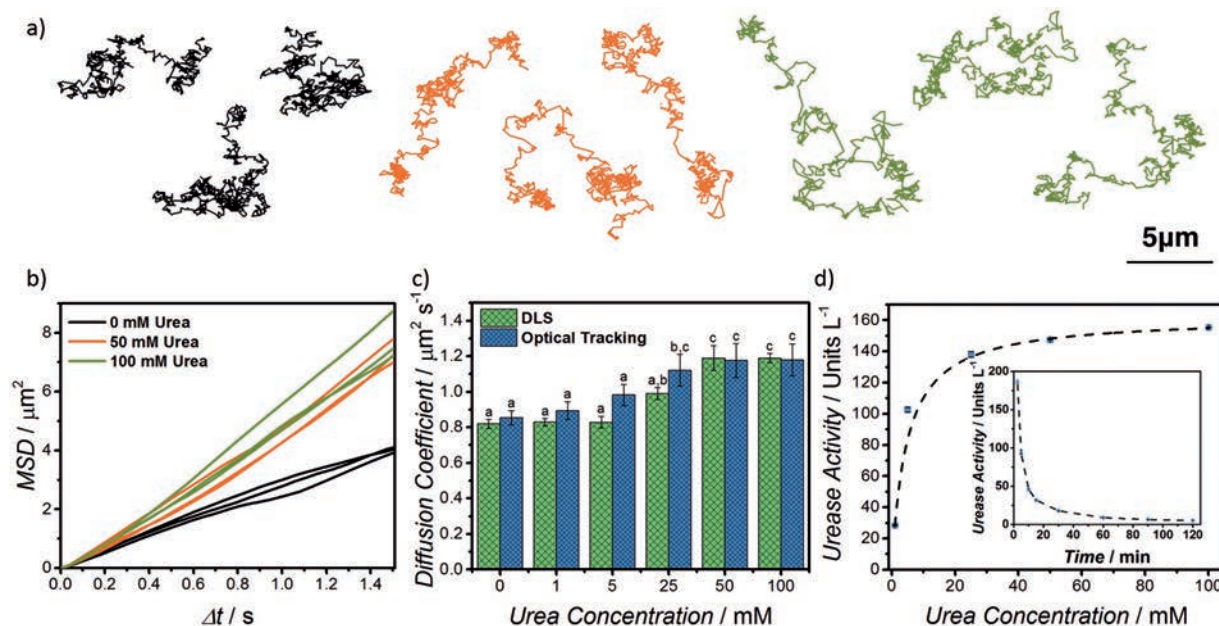 a)
5µm
b)
MSD / µm²
8
6
4
2
0
0 mM Urea
50 mM Urea
100 mM Urea
0.0 0.2 0.4 0.6 0.8 1.0 1.2 1.4
Δt / s
c)
Diffusion Coefficient / µm² s⁻¹
1.4
1.2
1.0
0.8
0.6
0.4
0.2
0.0
DLS
Optical Tracking
a a a a a a a,b b,c c c c c
0 1 5 25 50 100
Urea Concentration / mM
d)
Urease Activity / Units L⁻¹
160
140
120
100
80
60
40
20
0
0 20 40 60 80 100
Urea Concentration / mM
Urease Activity / Units L⁻¹
200
150
100
50
0
0 20 40 60 80 100 120
Time / min